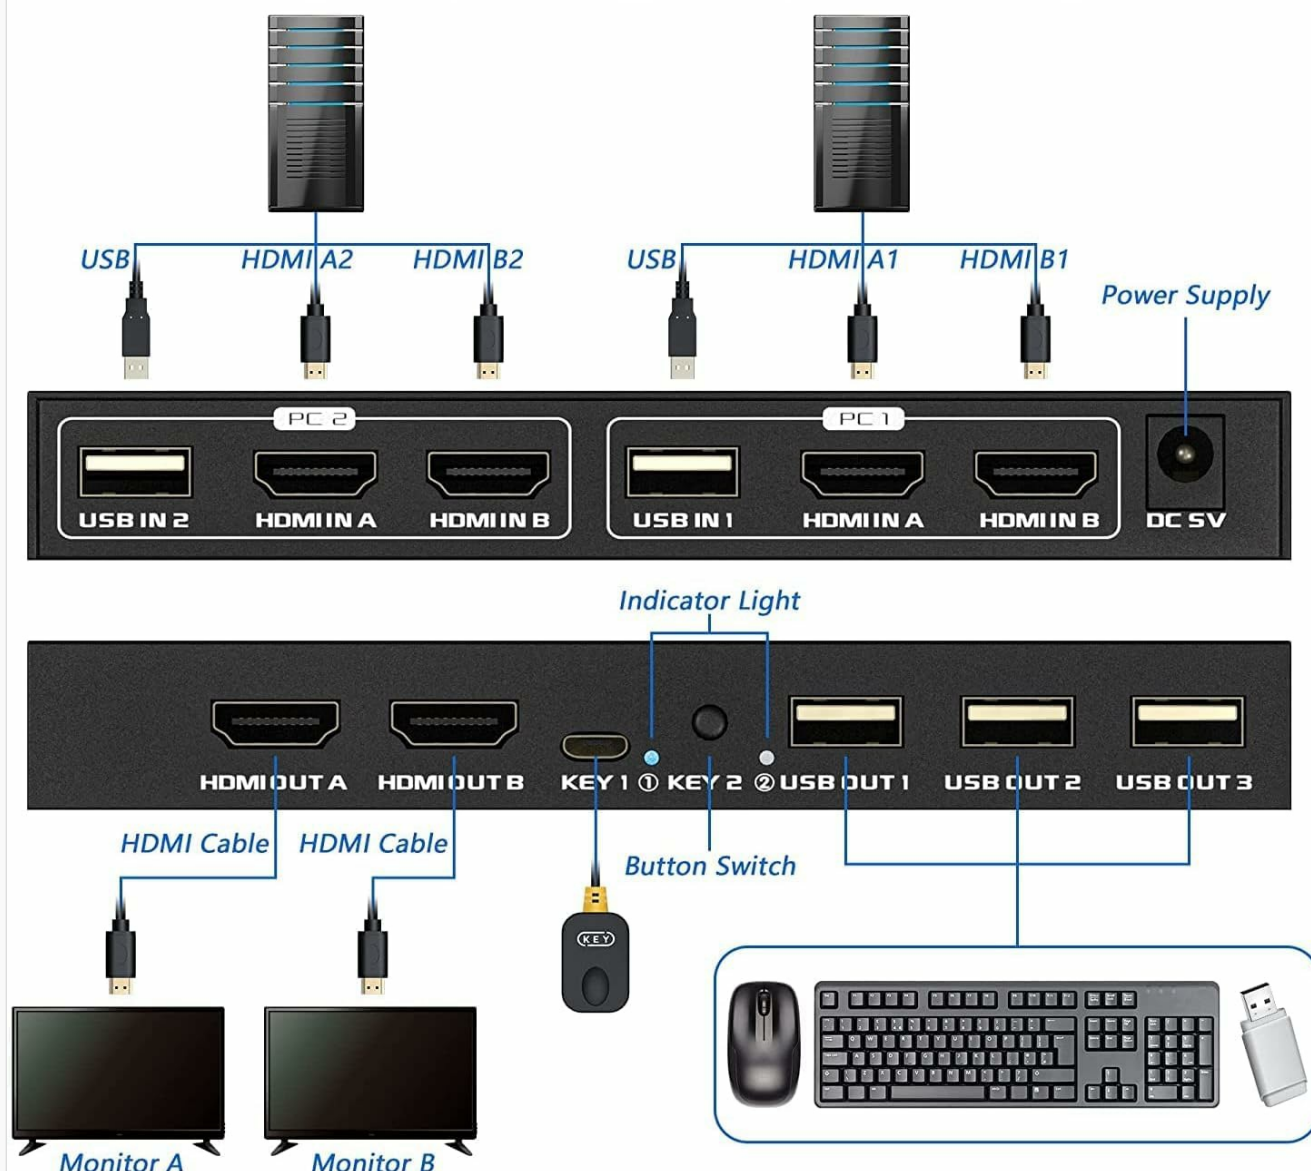 USB
HDMI A2
HDMI B2
USB
HDMI A1
HDMI B1
Power Supply
PC 2
PC 1
USB IN 2
HDMI IN A
HDMI IN B
USB IN 1
HDMI IN A
HDMI IN B
DC 5V
Indicator Light
HDMI OUT A
HDMI OUT B
KEY 1
①
KEY 2
②
USB OUT 1
USB OUT 2
USB OUT 3
HDMI Cable
HDMI Cable
Button Switch
KEY
Monitor A
Monitor B